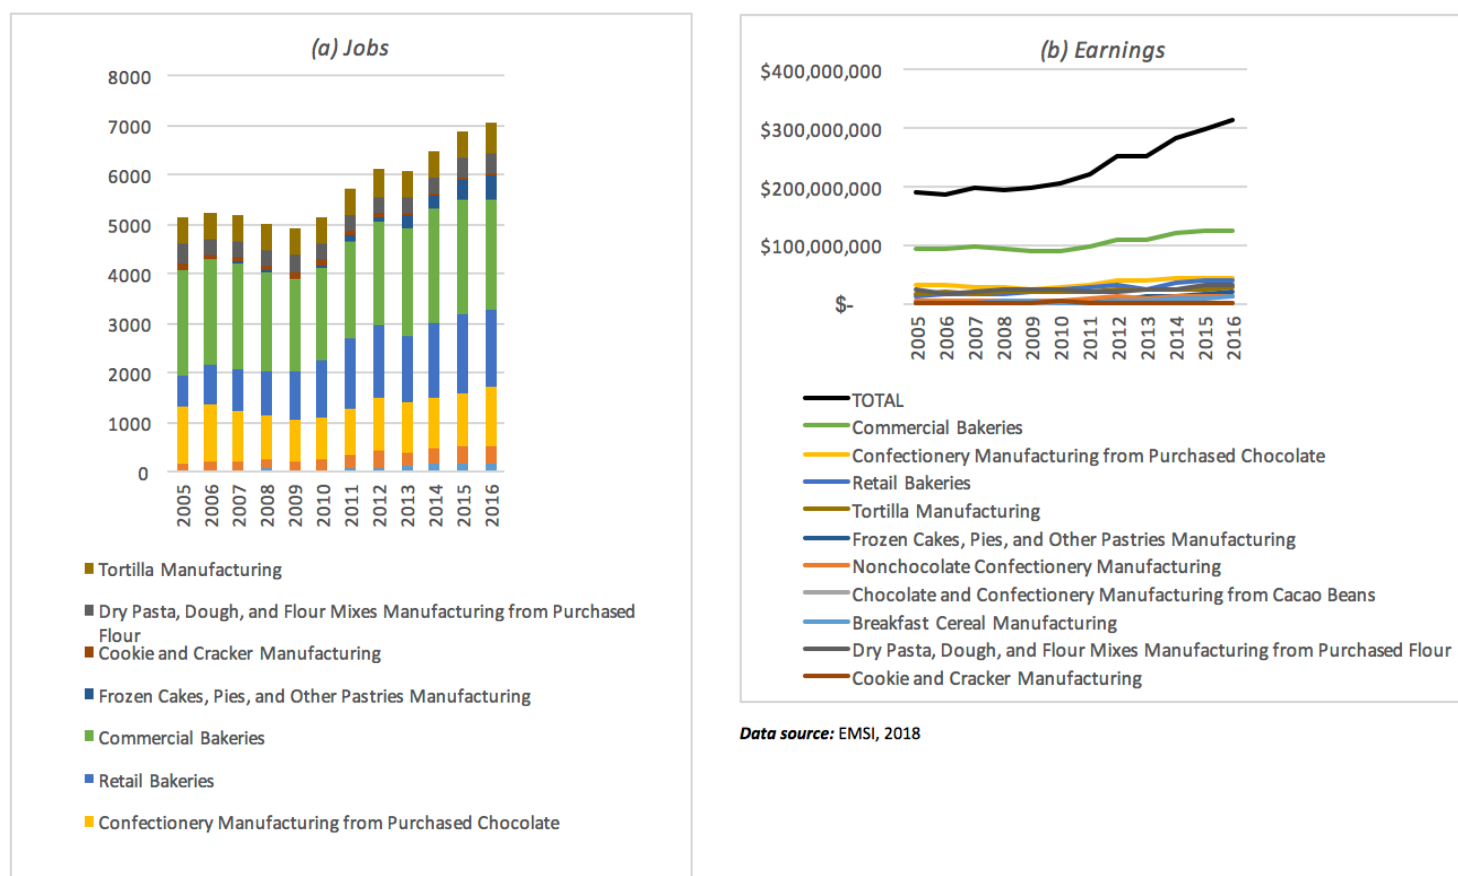 (a) Jobs
8000
7000
6000
5000
4000
3000
2000
1000
0
2005
2006
2007
2008
2009
2010
2011
2012
2013
2014
2015
2016
Tortilla Manufacturing
Dry Pasta, Dough, and Flour Mixes Manufacturing from Purchased
Flour
Cookie and Cracker Manufacturing
Frozen Cakes, Pies, and Other Pastries Manufacturing
Commercial Bakeries
Retail Bakeries
Confectionery Manufacturing from Purchased Chocolate
(b) Earnings
$400,000,000
$300,000,000
$200,000,000
$100,000,000
$-
2005
2006
2007
2008
2009
2010
2011
2012
2013
2014
2015
2016
TOTAL
Commercial Bakeries
Confectionery Manufacturing from Purchased Chocolate
Retail Bakeries
Tortilla Manufacturing
Frozen Cakes, Pies, and Other Pastries Manufacturing
Nonchocolate Confectionery Manufacturing
Chocolate and Confectionery Manufacturing from Cacao Beans
Breakfast Cereal Manufacturing
Dry Pasta, Dough, and Flour Mixes Manufacturing from Purchased Flour
Cookie and Cracker Manufacturing
Data source: EMSI, 2018